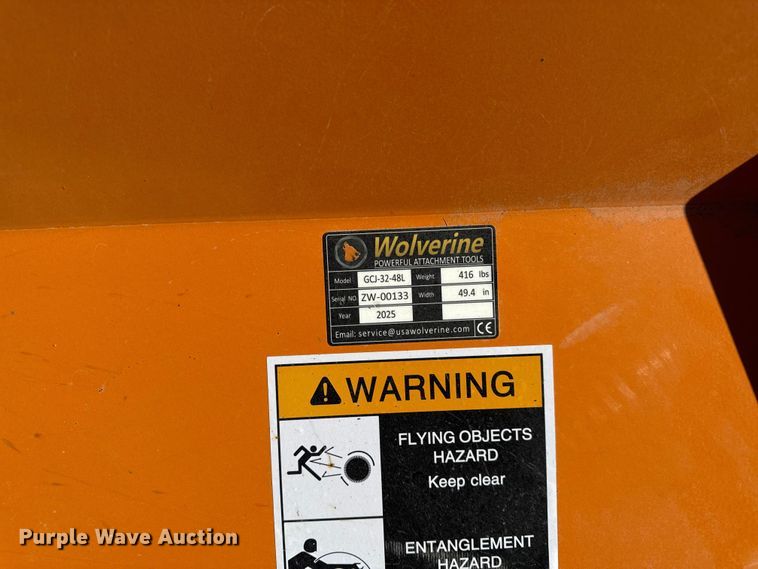 Wolverine
POWERFUL ATTACHMENT TOOLS
Model GCJ-32-48L Weight 416 lbs
Serial NO. ZW-00133 Width 49.4 in
Year 2025
Email: service@usawolverine.com CE
WARNING
FLYING OBJECTS
HAZARD
Keep clear
ENTANGLEMENT
HAZARD
Purple Wave Auction